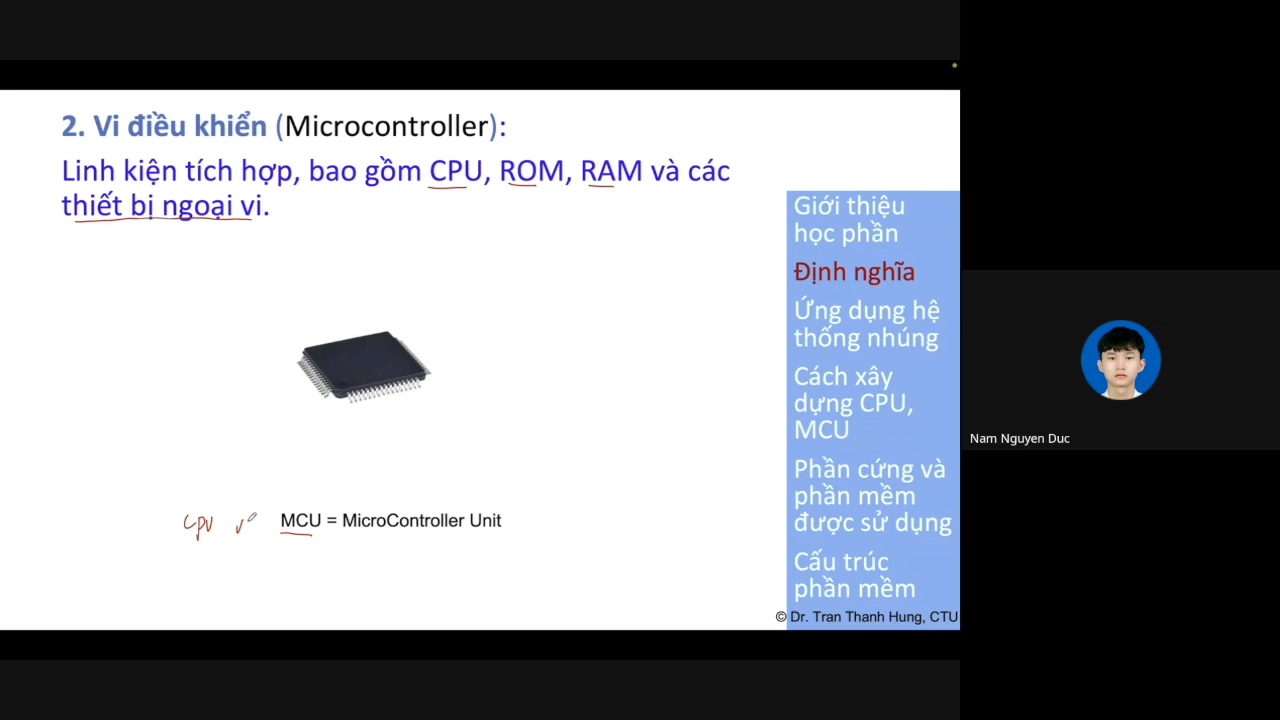 2. Vi điều khiển (Microcontroller):
Linh kiện tích hợp, bao gồm CPU, ROM, RAM và các
thiết bị ngoại vi.
CPU
MCU = MicroController Unit
Giới thiệu
học phần
Định nghĩa
Ứng dụng hệ
thống nhúng
Cách xây
dựng CPU,
MCU
Phần cứng và
phần mềm
được sử dụng
Cấu trúc
phần mềm
© Dr. Tran Thanh Hung, CTU
Nam Nguyen Duc